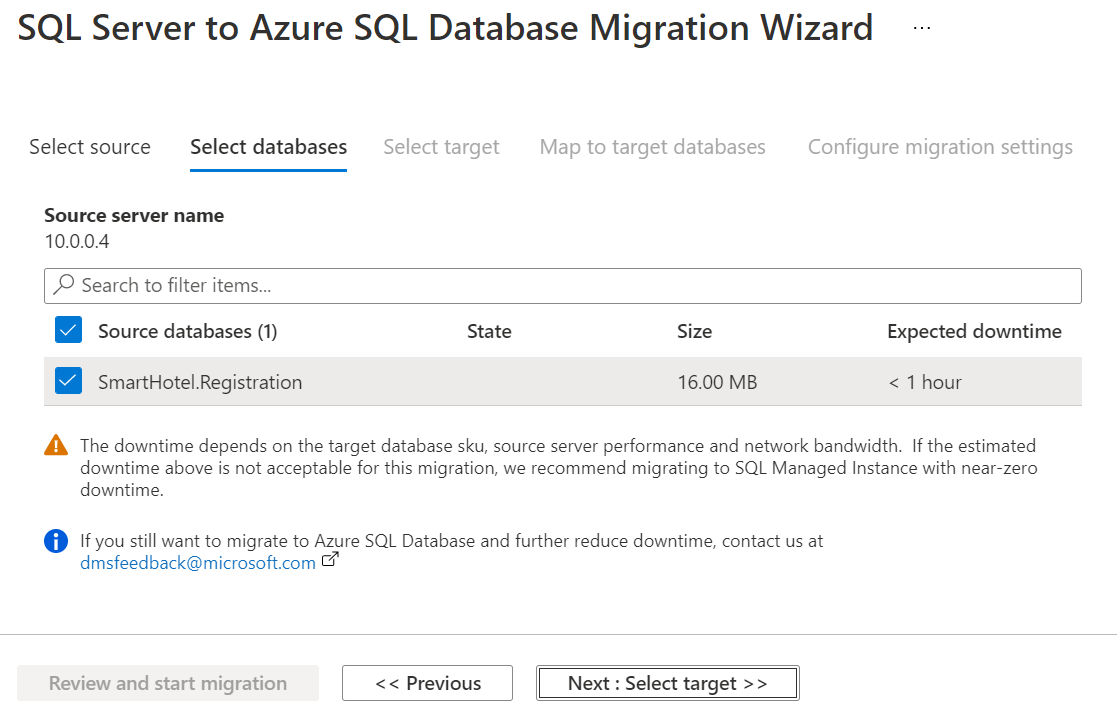 SQL Server to Azure SQL Database Migration Wizard ...
Select source Select databases Select target Map to target databases Configure migration settings
Source server name
10.0.0.4
Search to filter items...
Source databases (1) State Size Expected downtime
SmartHotel.Registration 16.00 MB < 1 hour
The downtime depends on the target database sku, source server performance and network bandwidth. If the estimated
downtime above is not acceptable for this migration, we recommend migrating to SQL Managed Instance with near-zero
downtime.
If you still want to migrate to Azure SQL Database and further reduce downtime, contact us at
dmsfeedback@microsoft.com
Review and start migration << Previous Next : Select target >>